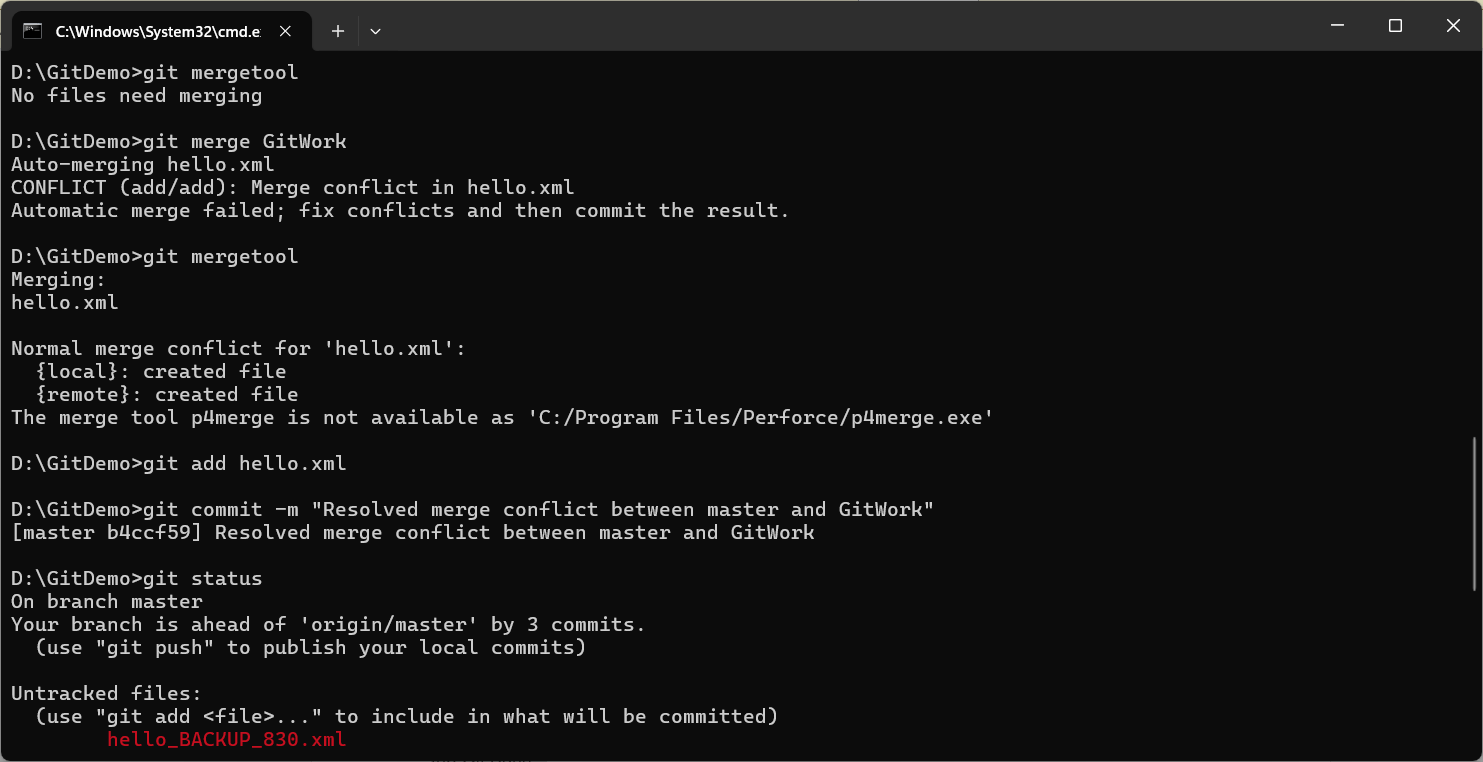 C:\Windows\System32\cmd.e
D:\GitDemo>git mergetool
No files need merging
D:\GitDemo>git merge GitWork
Auto-merging hello.xml
CONFLICT (add/add): Merge conflict in hello.xml
Automatic merge failed; fix conflicts and then commit the result.
D:\GitDemo>git mergetool
Merging:
hello.xml
Normal merge conflict for 'hello.xml':
  {local}: created file
  {remote}: created file
The merge tool p4merge is not available as 'C:/Program Files/Perforce/p4merge.exe'
D:\GitDemo>git add hello.xml
D:\GitDemo>git commit -m "Resolved merge conflict between master and GitWork"
[master b4ccf59] Resolved merge conflict between master and GitWork
D:\GitDemo>git status
On branch master
Your branch is ahead of 'origin/master' by 3 commits.
  (use "git push" to publish your local commits)
Untracked files:
  (use "git add <file>..." to include in what will be committed)
        hello_BACKUP_830.xml